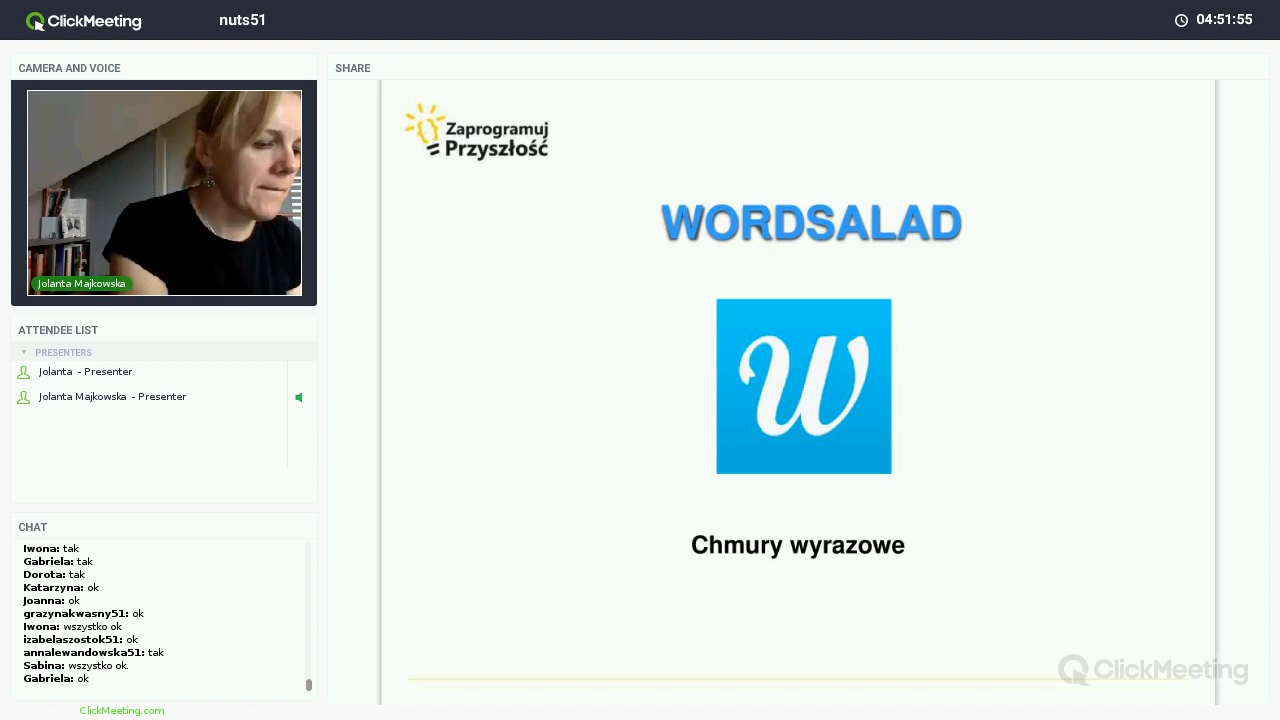 ClickMeeting
nuts51
04:51:55
CAMERA AND VOICE
Jolanta Majkowska
ATTENDEE LIST
PRESENTERS
Jolanta - Presenter
Jolanta Majkowska - Presenter
CHAT
Iwona: tak
Gabriela: tak
Dorota: tak
Katarzyna: ok
Joanna: ok
grazynakwasny51: ok
Iwona: wszystko ok
izabelaszostok51: ok
annalewandowska51: tak
Sabina: wszystko ok.
Gabriela: ok
ClickMeeting.com
SHARE
Zaprogramuj
Przyszłość
WORDSALAD
W
Chmury wyrazowe
ClickMeeting